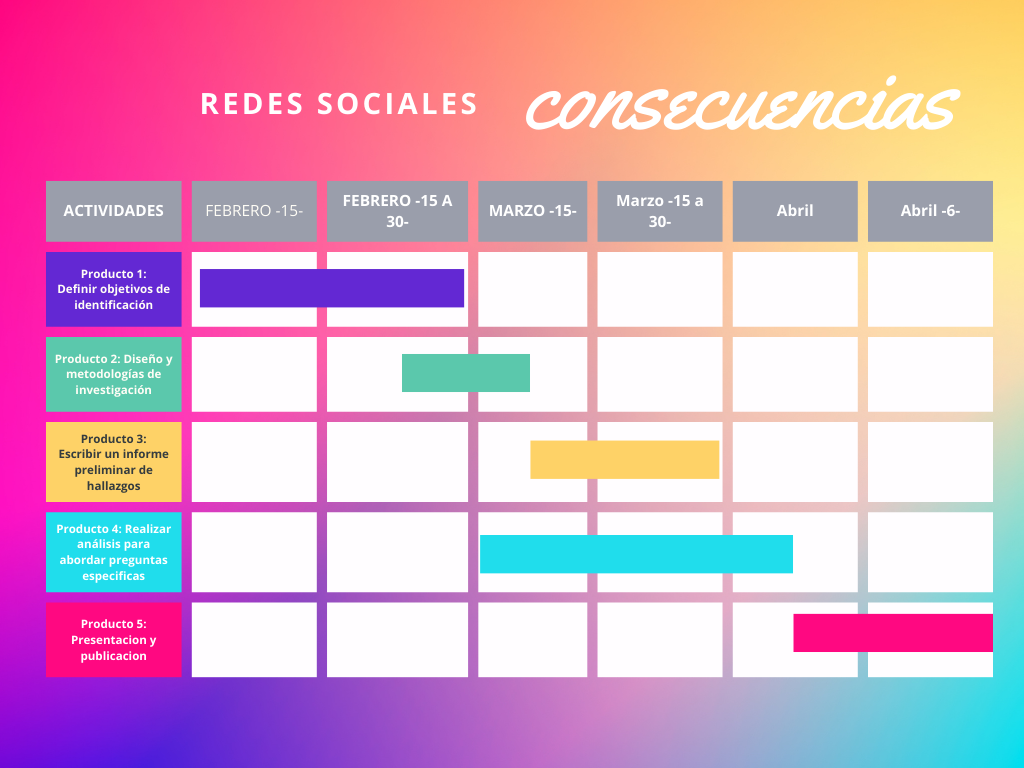 REDES SOCIALES consecuencias
ACTIVIDADES
FEBRERO -15-
FEBRERO -15 A
30-
MARZO -15-
Marzo -15 a
30-
Abril
Abril -6-
Producto 1:
Definir objetivos de
identificación
Producto 2: Diseño y
metodologías de
investigación
Producto 3:
Escribir un informe
preliminar de
hallazgos
Producto 4: Realizar
análisis para
abordar preguntas
especificas
Producto 5:
Presentacion y
publicacion